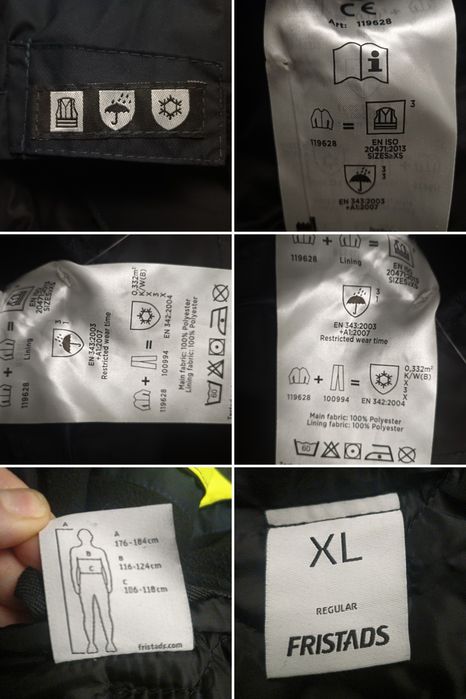 CE
Art: 119628
i
119628
=
3
EN ISO
20471:2013
SIZES≥XS
3
3
EN 343:2003
+A1:2007
=
EN ISO
20471:2013
SIZES≥XS
+
Lining
3
1
EN 343:2003
+A1:2007
Restricted wear time
119628
+
100994
=
0,332m²
K/W(B)
X
3
X
EN 342:2004
Main fabric: 100% Polyester
Lining fabric: 100% Polyester
60
119628
+
Lining
=
EN ISO
20471:2013
SIZES≥XS
3
1
EN 343:2003
+A1:2007
Restricted wear time
119628
+
100994
=
0,332m²
K/W(B)
X
3
X
EN 342:2004
Main fabric: 100% Polyester
Lining fabric: 100% Polyester
60
A
B
C
A
176-184cm
B
116-124cm
C
106-118cm
fristads.com
XL
REGULAR
FRISTADS